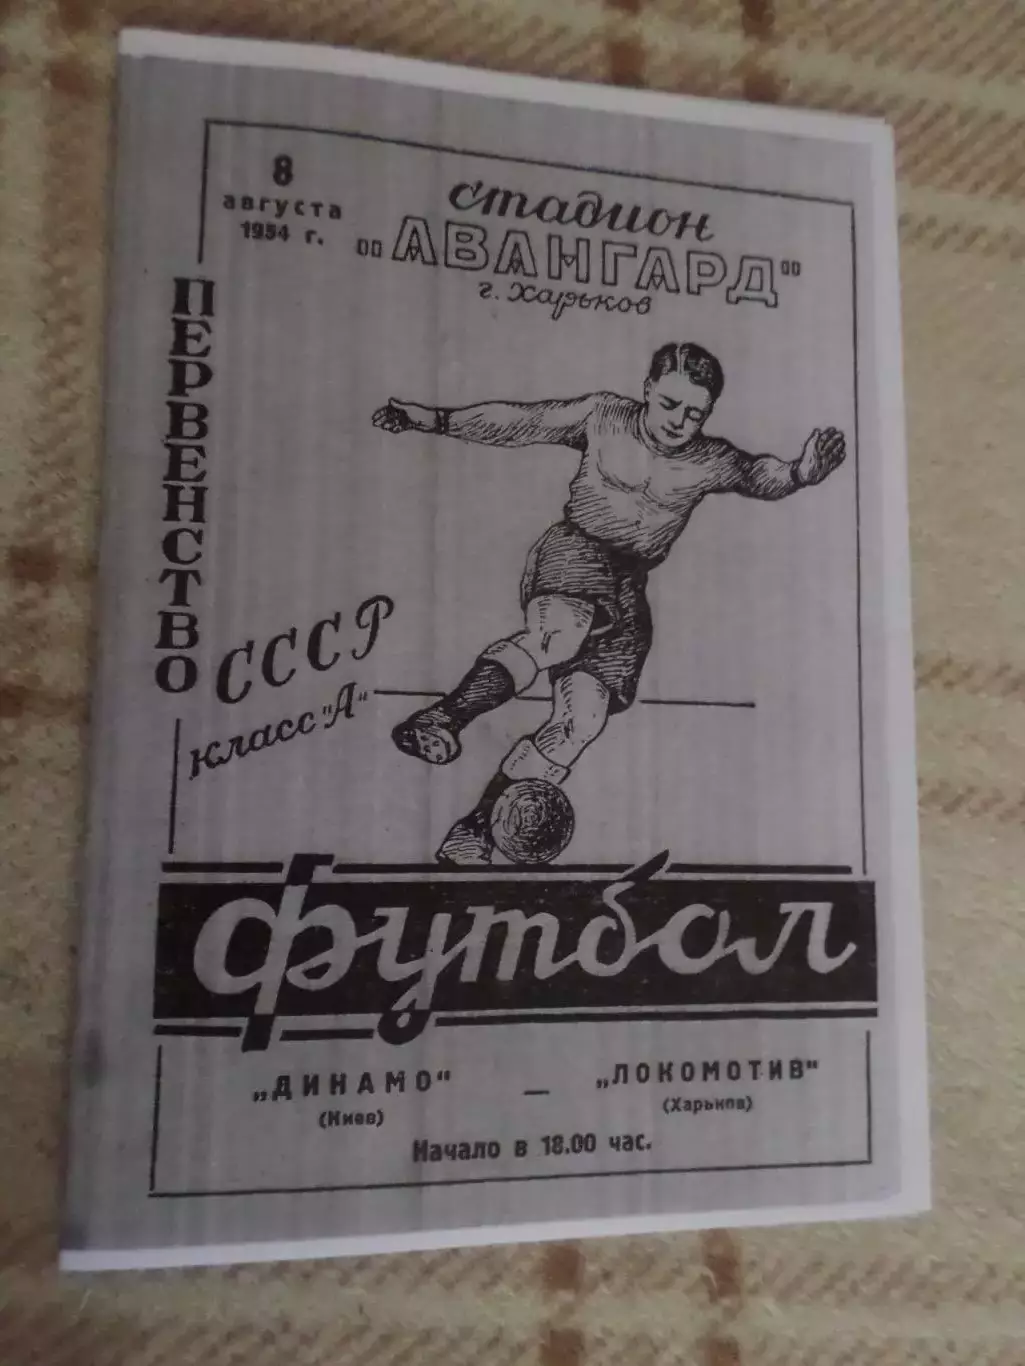 8
августа
1954 г.
стадион
"АВАНГАРД"
г. Харьков
ПЕРВЕНСТВО
СССР
класс "А"
футбол
„ДИНАМО" — „ЛОКОМОТИВ"
(Киев) (Харьков)
Начало в 18.00 час.